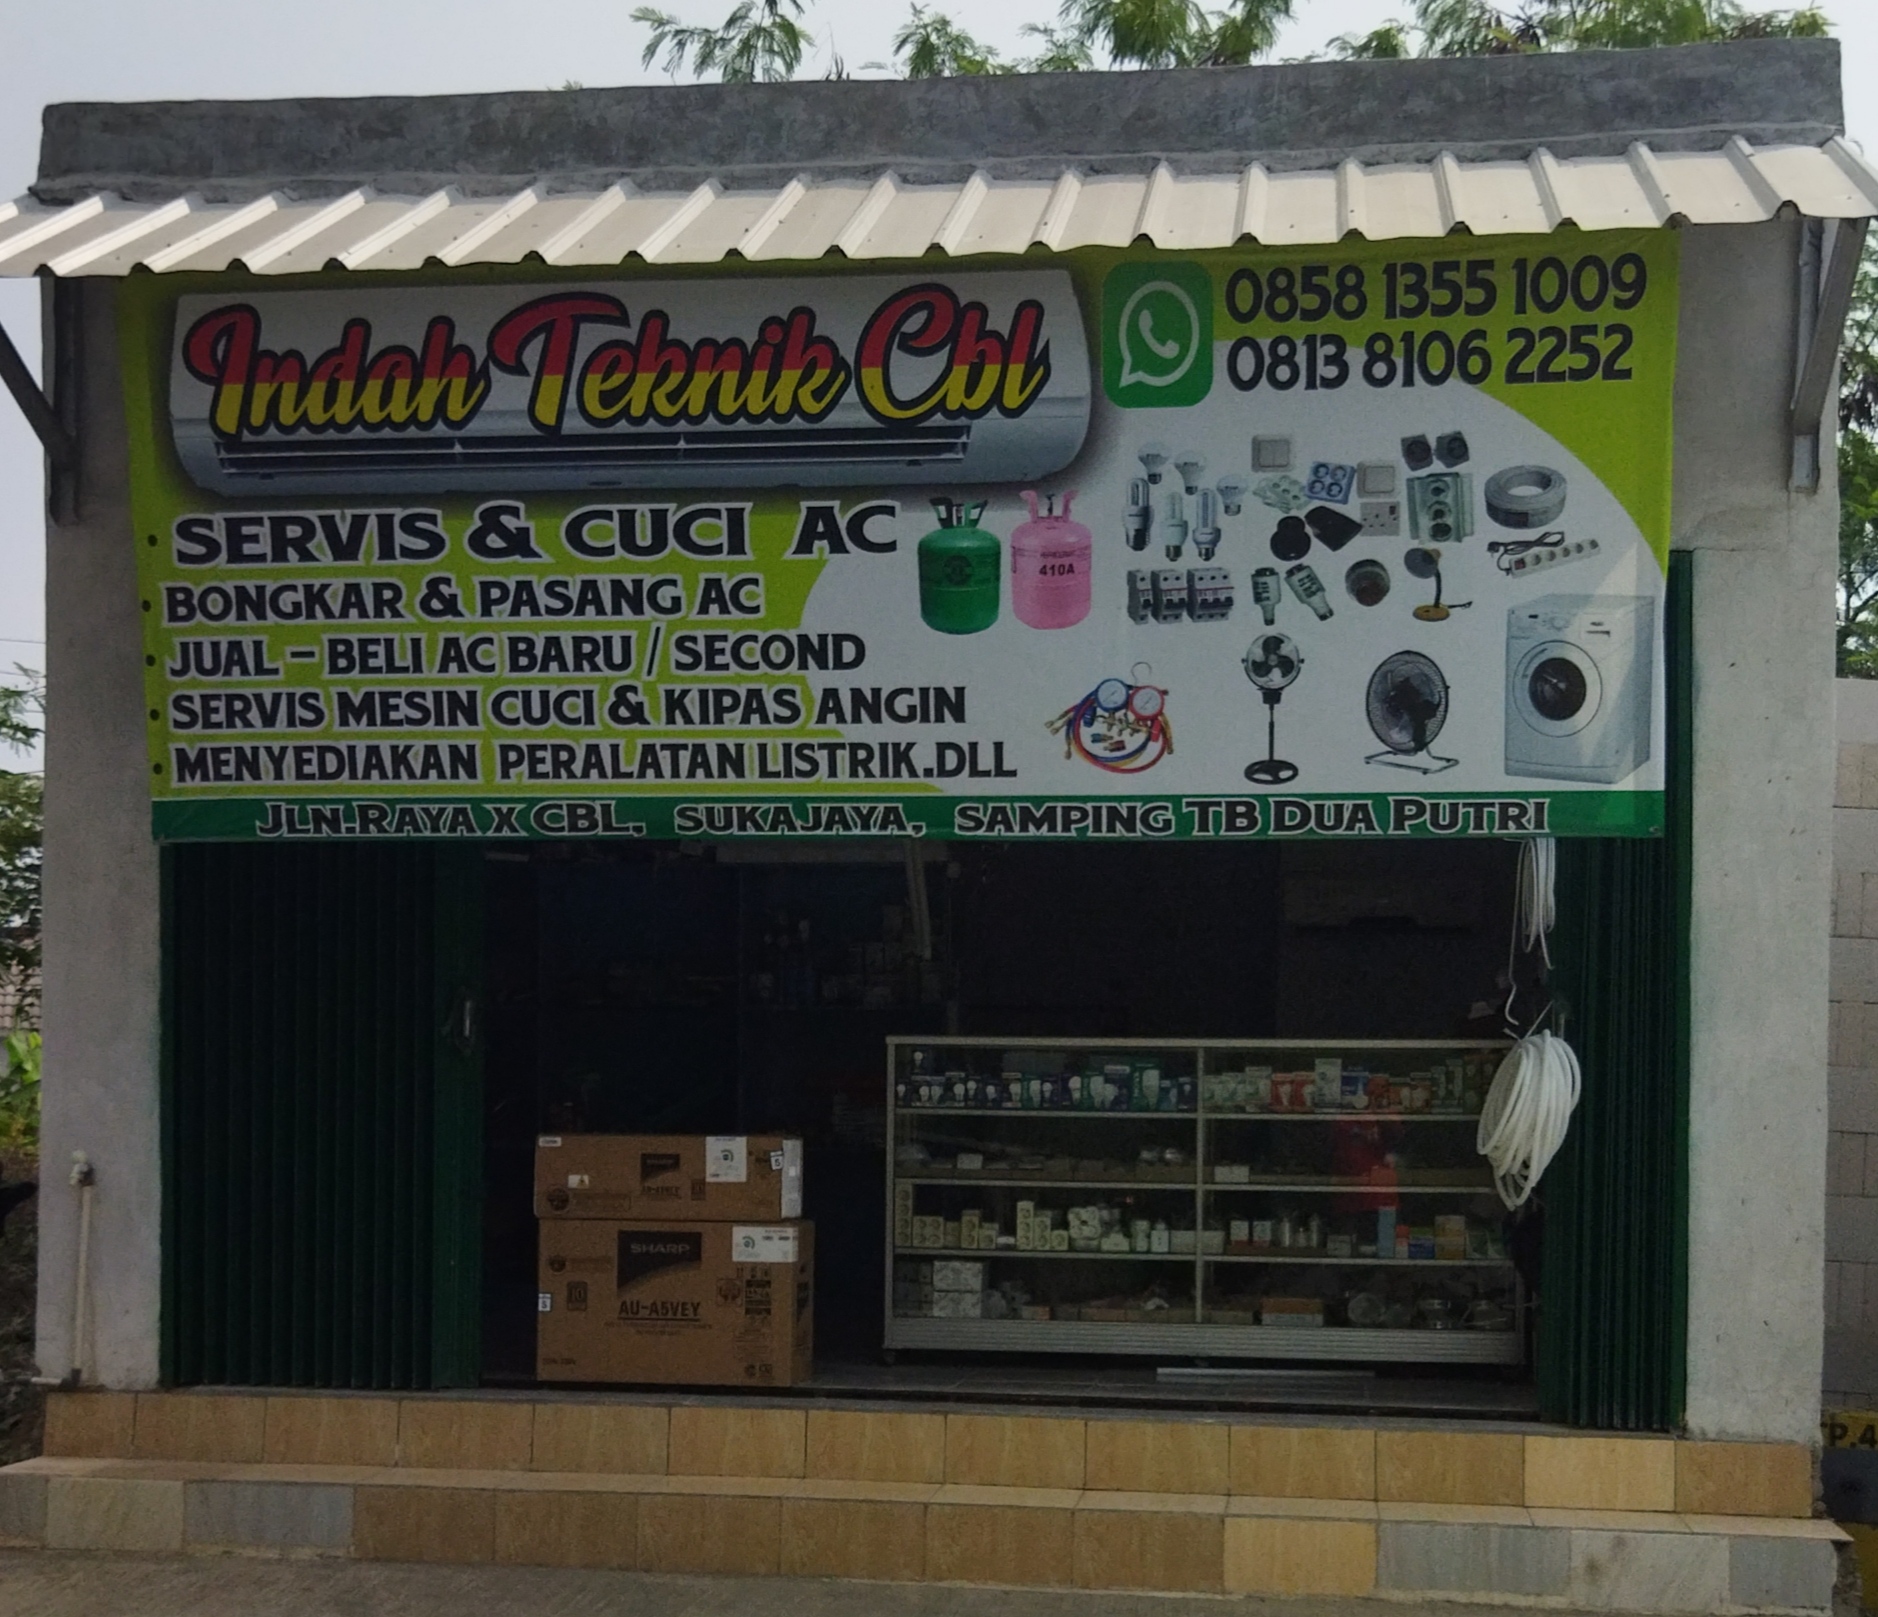 Indah Teknik Cbl
0858 1355 1009
0813 8106 2252
• SERVIS & CUCI AC
• BONGKAR & PASANG AC
• JUAL - BELI AC BARU / SECOND
• SERVIS MESIN CUCI & KIPAS ANGIN
• MENYEDIAKAN PERALATAN LISTRIK.DLL
410A
JLN.RAYA X CBL, SUKAJAYA, SAMPING TB DUA PUTRI
SHARP
SHARP
AU-A5VEY
P.4